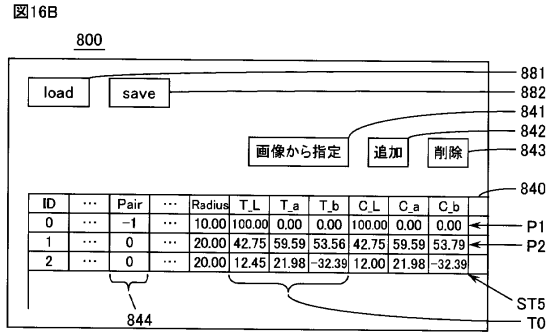 図16B
800
load save 881
882
841
842
画像から指定 追加 削除 843
840
ID … Pair … Radius T_L T_a T_b C_L C_a C_b
0 … -1 … 10.00 100.00 0.00 0.00 100.00 0.00 0.00 P1
1 … 0 … 20.00 42.75 59.59 53.56 42.75 59.59 53.79 P2
2 … 0 … 20.00 12.45 21.98 -32.39 12.00 21.98 -32.39
ST5
844 T0